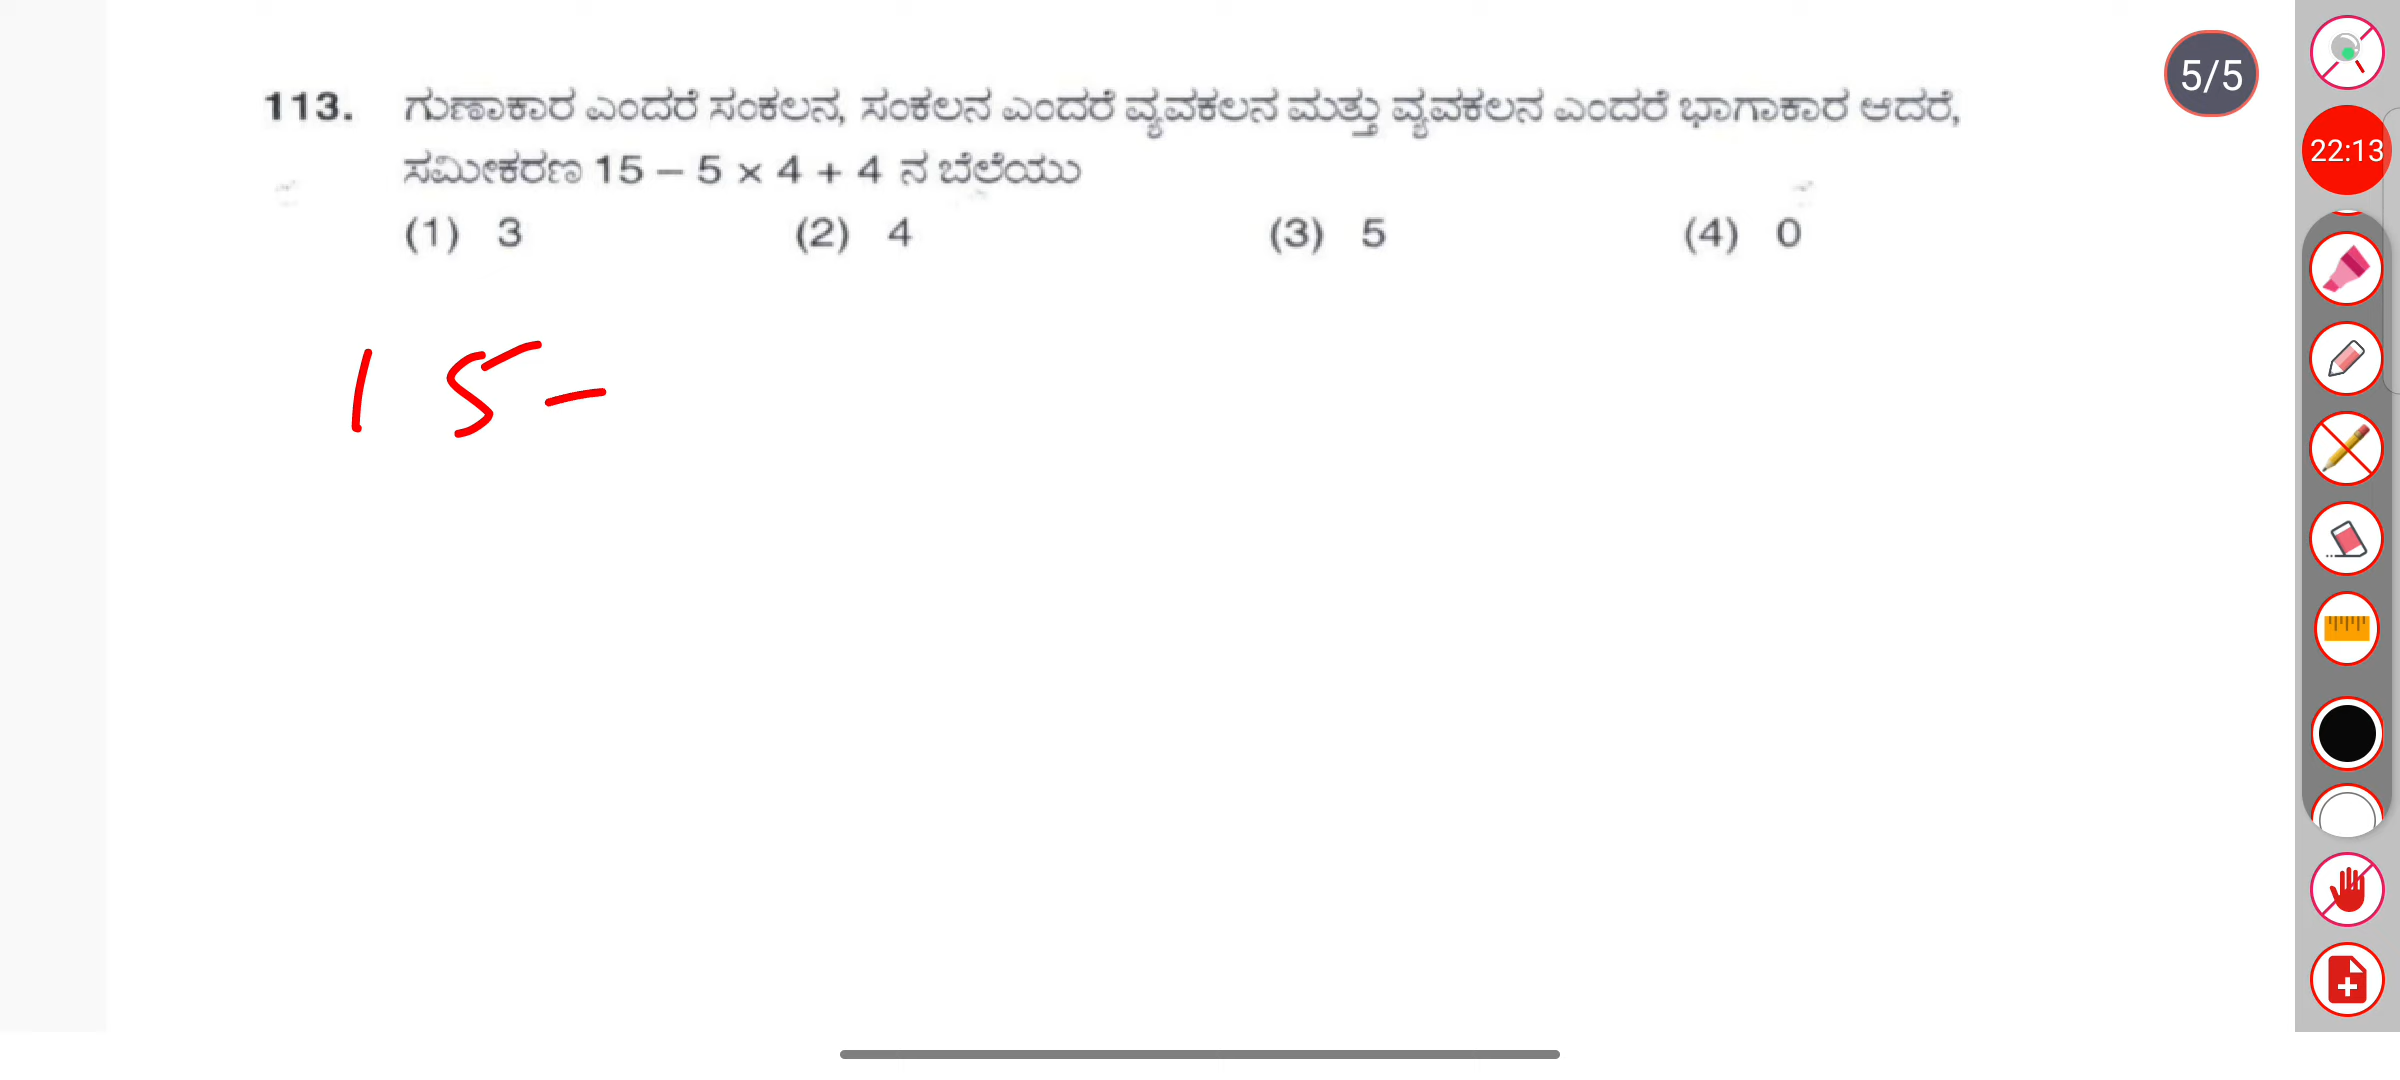 5/5
22:13
113. ಗುಣಾಕಾರ ಎಂದರೆ ಸಂಕಲನ, ಸಂಕಲನ ಎಂದರೆ ವ್ಯವಕಲನ ಮತ್ತು ವ್ಯವಕಲನ ಎಂದರೆ ಭಾಗಾಕಾರ ಆದರೆ,
ಸಮೀಕರಣ 15 – 5 × 4 + 4 ನ ಬೆಲೆಯು
(1) 3 (2) 4 (3) 5 (4) 0
15 –